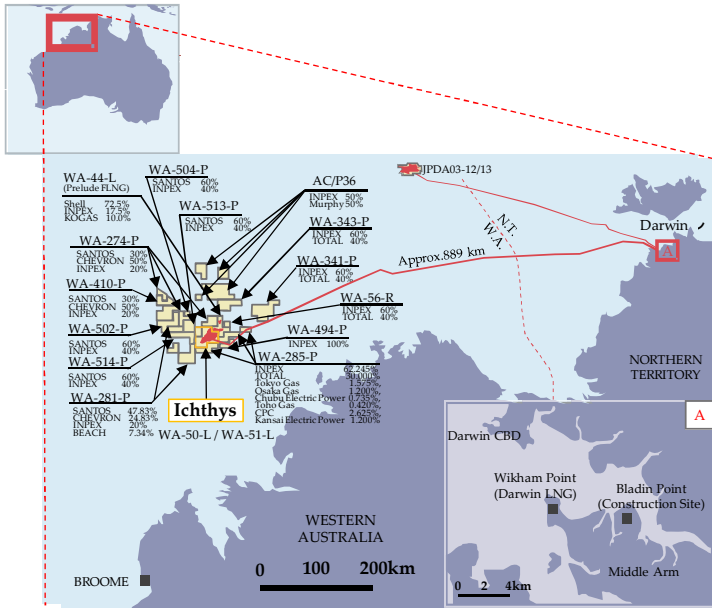 WA-504-P
SANTOS 60%
INPEX 40%
WA-44-L
(Prelude FLNG)
Shell 72.5%
INPEX 17.5%
KOGAS 10.0%
WA-513-P
SANTOS 60%
INPEX 40%
AC/P36
INPEX 50%
Murphy 50%
JPDA03-12/13
WA-343-P
INPEX 60%
TOTAL 40%
N.T.
W.A.
Darwin
A
WA-274-P
SANTOS 30%
CHEVRON 50%
INPEX 20%
WA-341-P
INPEX 60%
TOTAL 40%
Approx.889 km
WA-410-P
SANTOS 30%
CHEVRON 50%
INPEX 20%
WA-56-R
INPEX 60%
TOTAL 40%
WA-502-P
SANTOS 60%
INPEX 40%
WA-494-P
INPEX 100%
WA-514-P
SANTOS 60%
INPEX 40%
WA-285-P
INPEX 62.245%
TOTAL 30.000%
Tokyo Gas 1.575%,
Osaka Gas 1.200%,
Chubu Electric Power 0.735%,
Toho Gas 0.420%,
CPC 2.625%
Kansai Electric Power 1.200%
WA-281-P
SANTOS 47.83%
CHEVRON 24.83%
INPEX 20%
BEACH 7.34%
Ichthys
WA-50-L / WA-51-L
NORTHERN
TERRITORY
WESTERN
AUSTRALIA
BROOME
0 100 200km
A
Darwin CBD
Wikham Point
(Darwin LNG)
Bladin Point
(Construction Site)
Middle Arm
0 2 4km